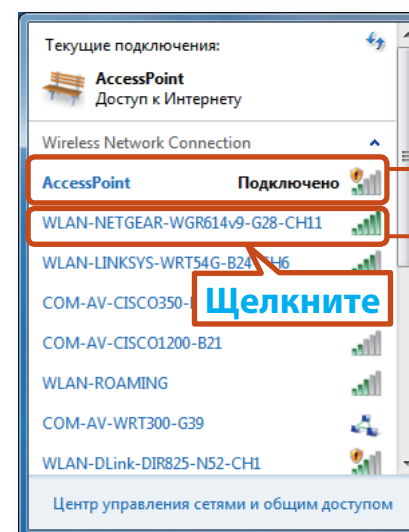 Текущие подключения:
AccessPoint
Доступ к Интернету
Wireless Network Connection
AccessPoint Подключено
WLAN-NETGEAR-WGR614v9-G28-CH11
WLAN-LINKSYS-WRT54G-B24
COM-AV-CISCO350-
Щелкните
COM-AV-CISCO1200-B21
WLAN-ROAMING
COM-AV-WRT300-G39
WLAN-DLink-DIR825-N52-CH1
Центр управления сетями и общим доступом